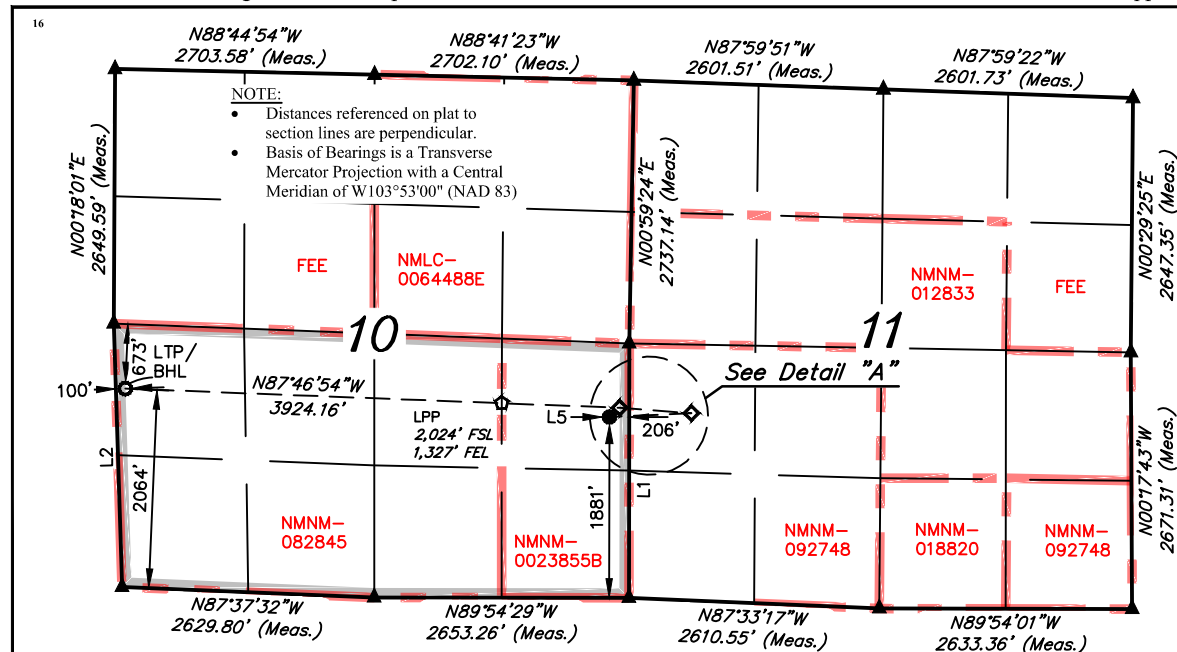 16
N88°44'54"W
2703.58' (Meas.)
N88°41'23"W
2702.10' (Meas.)
N87°59'51"W
2601.51' (Meas.)
N87°59'22"W
2601.73' (Meas.)
NOTE:
● Distances referenced on plat to
section lines are perpendicular.
● Basis of Bearings is a Transverse
Mercator Projection with a Central
Meridian of W103°53'00" (NAD 83)
N00°18'01"E
2649.59' (Meas.)
N00°59'24"E
2737.14' (Meas.)
N00°29'25"E
2647.35' (Meas.)
FEE
NMLC-
0064488E
NMNM-
012833
FEE
10
11
673'
LTP/
BHL
100'
N87°46'54"W
3924.16'
See Detail "A"
LPP
2,024' FSL
1,327' FEL
L5
206'
L2
2064'
1881'
L1
N00°17'43"W
2671.31' (Meas.)
NMNM-
082845
NMNM-
0023855B
NMNM-
092748
NMNM-
018820
NMNM-
092748
N87°37'32"W
2629.80' (Meas.)
N89°54'29"W
2653.26' (Meas.)
N87°33'17"W
2610.55' (Meas.)
N89°54'01"W
2633.36' (Meas.)